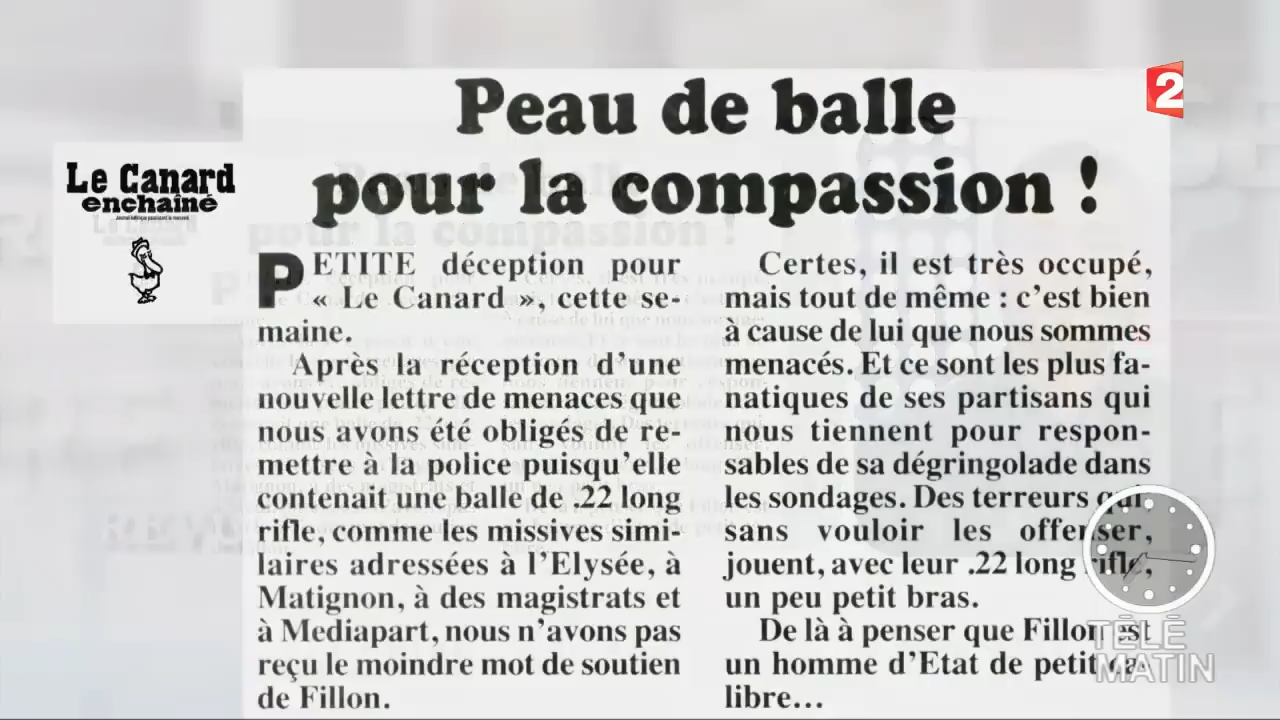 Peau de balle
pour la compassion !
2
Le Canard
enchaîné
PETITE déception pour
« Le Canard », cette se-
maine.
Après la réception d'une
nouvelle lettre de menaces que
nous avons été obligés de re-
mettre à la police puisqu'elle
contenait une balle de .22 long
rifle, comme les missives simi-
laires adressées à l'Elysée, à
Matignon, à des magistrats et
à Mediapart, nous n'avons pas
reçu le moindre mot de soutien
de Fillon.
Certes, il est très occupé,
mais tout de même : c'est bien
à cause de lui que nous sommes
menacés. Et ce sont les plus fa-
natiques de ses partisans qui
nous tiennent pour respon-
sables de sa dégringolade dans
les sondages. Des terreurs qui,
sans vouloir les offenser,
jouent, avec leur .22 long rifle,
un peu petit bras.
De là à penser que Fillon est
un homme d'Etat de petit ca-
libre...
TÉLÉ
MATIN